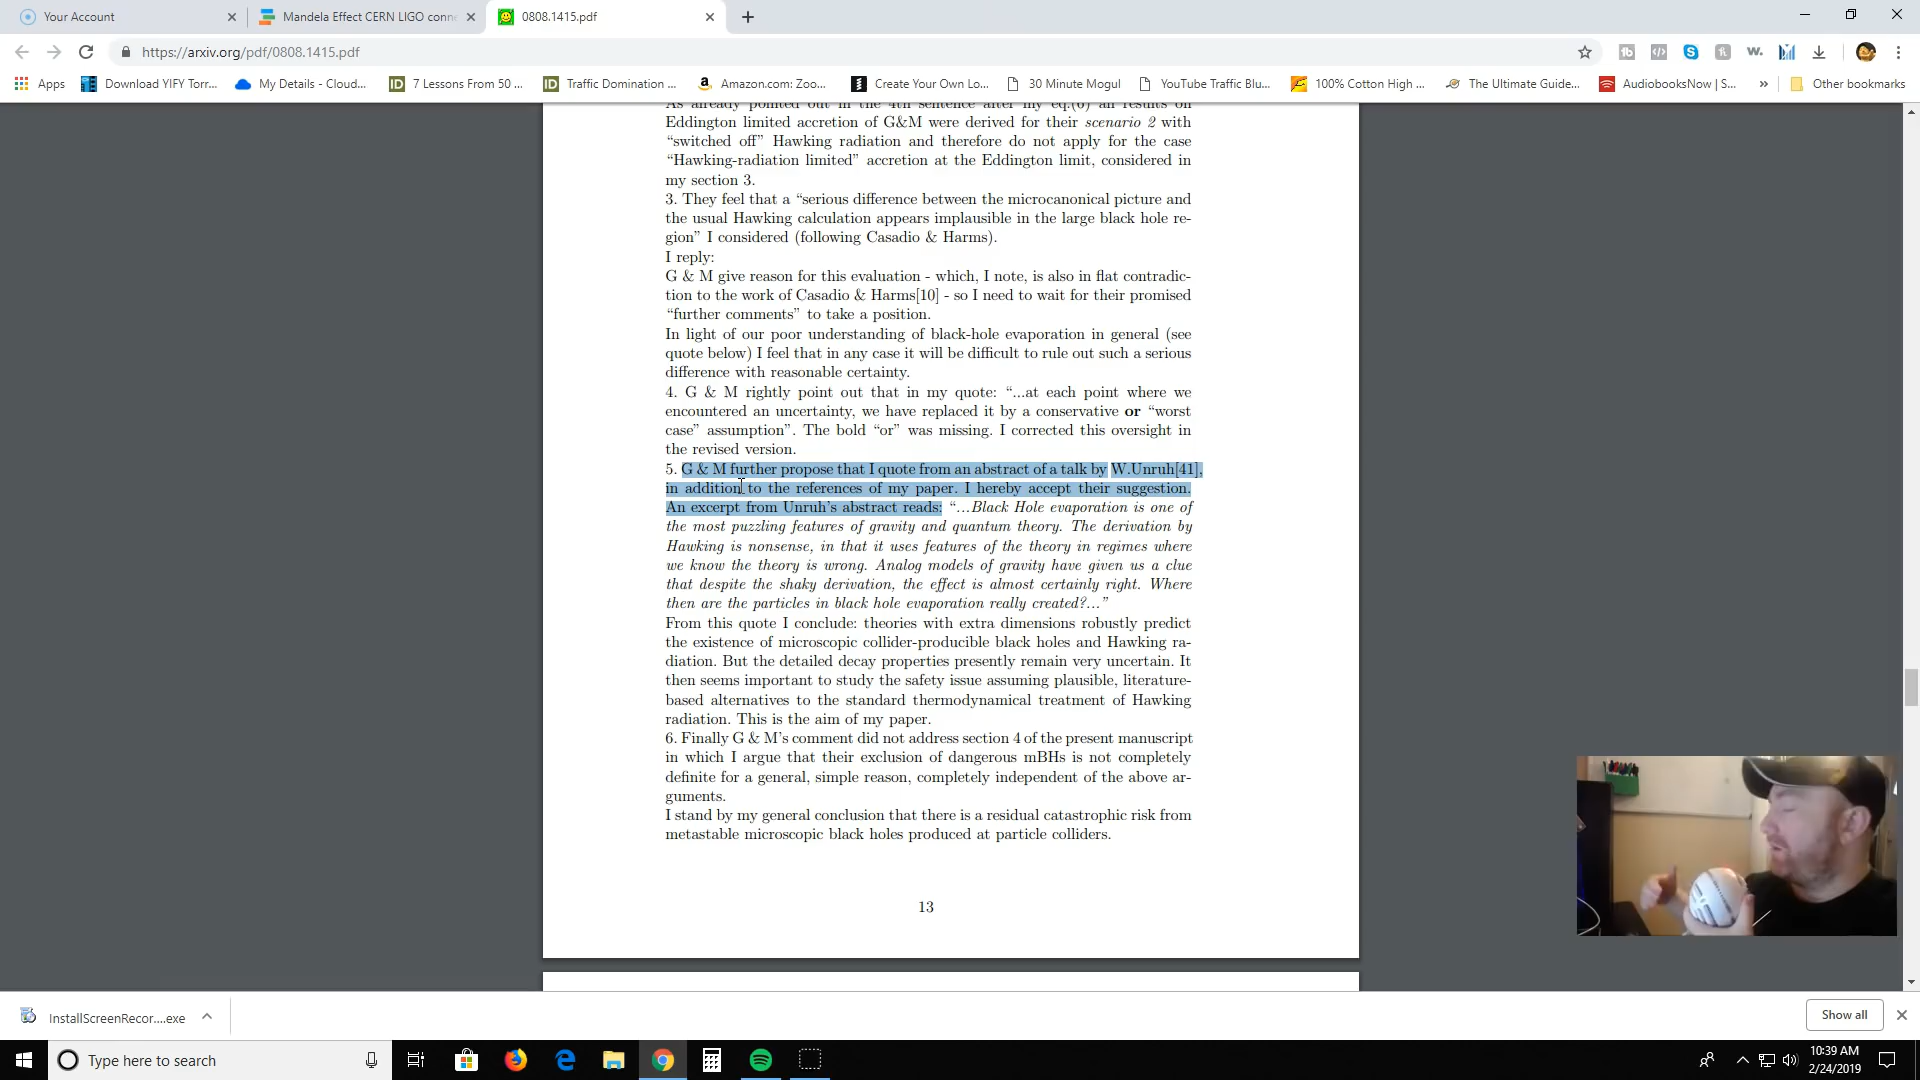 Your Account
Mandela Effect CERN LIGO conne
0808.1415.pdf
https://arxiv.org/pdf/0808.1415.pdf
Apps
Download YIFY Torr...
My Details - Cloud...
7 Lessons From 50 ...
Traffic Domination ...
Amazon.com: Zoo...
Create Your Own Lo...
30 Minute Mogul
YouTube Traffic Blu...
100% Cotton High ...
The Ultimate Guide...
AudiobooksNow | S...
»
Other bookmarks
As already pointed out in the 4th sentence after my eq.(6) all results on
Eddington limited accretion of G&M were derived for their scenario 2 with
“switched off” Hawking radiation and therefore do not apply for the case
“Hawking-radiation limited” accretion at the Eddington limit, considered in
my section 3.
3. They feel that a “serious difference between the microcanonical picture and
the usual Hawking calculation appears implausible in the large black hole re-
gion” I considered (following Casadio & Harms).
I reply:
G & M give reason for this evaluation - which, I note, is also in flat contradic-
tion to the work of Casadio & Harms[10] - so I need to wait for their promised
“further comments” to take a position.
In light of our poor understanding of black-hole evaporation in general (see
quote below) I feel that in any case it will be difficult to rule out such a serious
difference with reasonable certainty.
4. G & M rightly point out that in my quote: “...at each point where we
encountered an uncertainty, we have replaced it by a conservative or “worst
case” assumption”. The bold “or” was missing. I corrected this oversight in
the revised version.
5. G & M further propose that I quote from an abstract of a talk by W.Unruh[41],
in addition to the references of my paper. I hereby accept their suggestion.
An excerpt from Unruh’s abstract reads: “...Black Hole evaporation is one of
the most puzzling features of gravity and quantum theory. The derivation by
Hawking is nonsense, in that it uses features of the theory in regimes where
we know the theory is wrong. Analog models of gravity have given us a clue
that despite the shaky derivation, the effect is almost certainly right. Where
then are the particles in black hole evaporation really created?...”
From this quote I conclude: theories with extra dimensions robustly predict
the existence of microscopic collider-producible black holes and Hawking ra-
diation. But the detailed decay properties presently remain very uncertain. It
then seems important to study the safety issue assuming plausible, literature-
based alternatives to the standard thermodynamical treatment of Hawking
radiation. This is the aim of my paper.
6. Finally G & M’s comment did not address section 4 of the present manuscript
in which I argue that their exclusion of dangerous mBHs is not completely
definite for a general, simple reason, completely independent of the above ar-
guments.
I stand by my general conclusion that there is a residual catastrophic risk from
metastable microscopic black holes produced at particle colliders.
13
InstallScreenRecor....exe
Show all
Type here to search
10:39 AM
2/24/2019